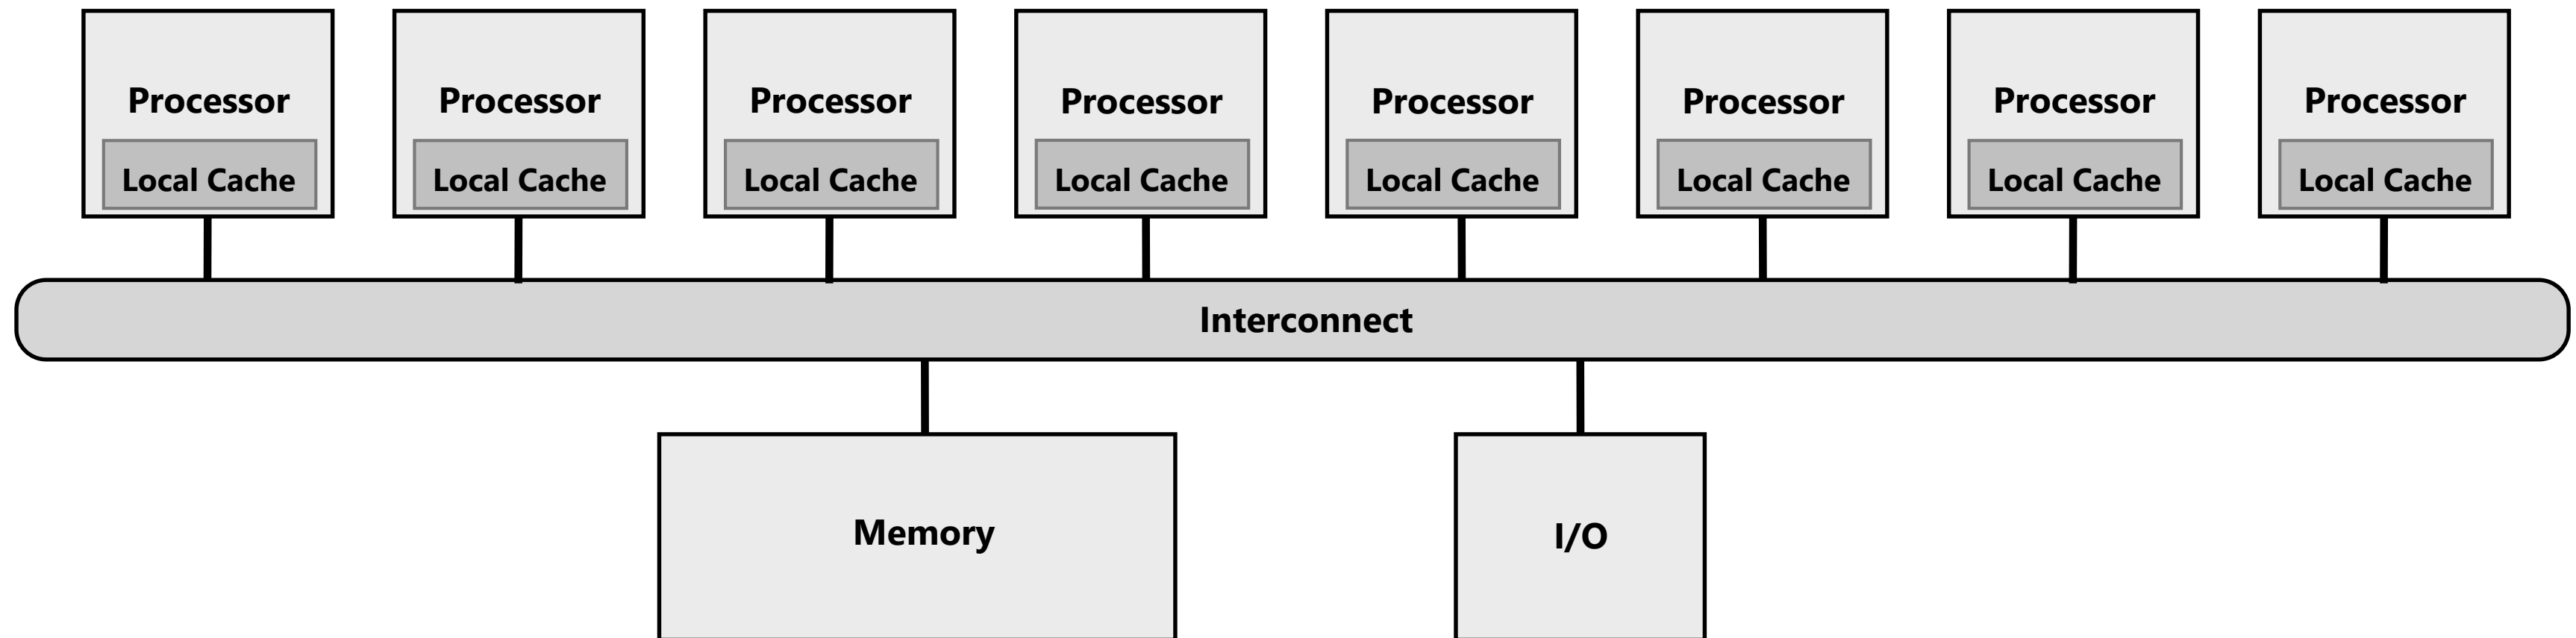 Processor
Local Cache
Processor
Local Cache
Processor
Local Cache
Processor
Local Cache
Processor
Local Cache
Processor
Local Cache
Processor
Local Cache
Processor
Local Cache
Interconnect
Memory
I/O